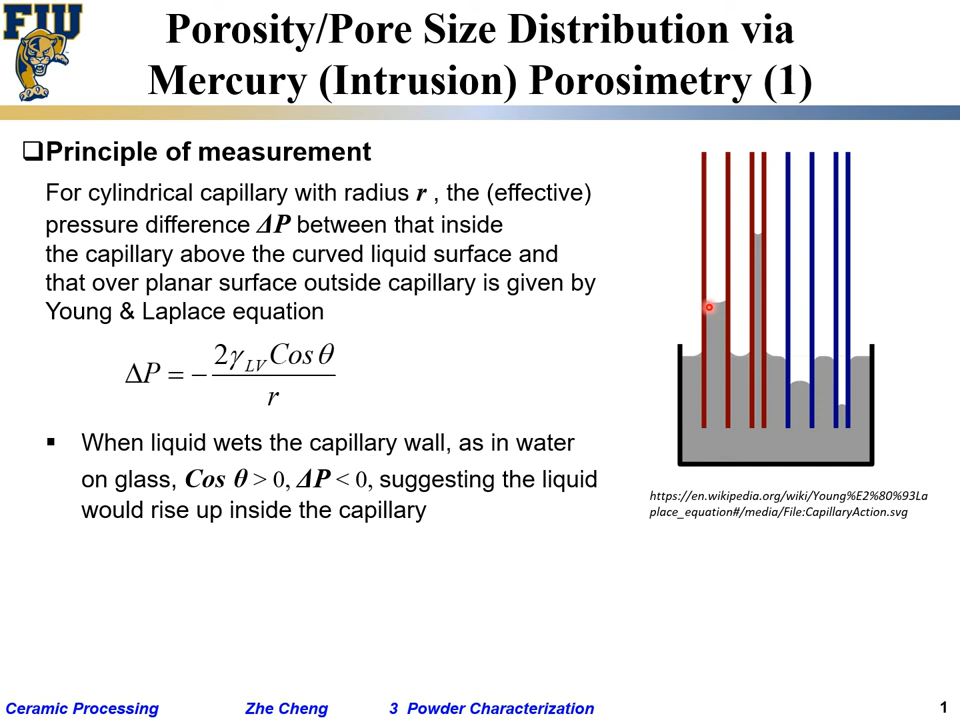 FIU
Porosity/Pore Size Distribution via
Mercury (Intrusion) Porosimetry (1)
❑Principle of measurement
For cylindrical capillary with radius r , the (effective)
pressure difference ΔP between that inside
the capillary above the curved liquid surface and
that over planar surface outside capillary is given by
Young & Laplace equation
ΔP = − 2γ_LV Cos θ / r
▪ When liquid wets the capillary wall, as in water
on glass, Cos θ > 0, ΔP < 0, suggesting the liquid
would rise up inside the capillary
https://en.wikipedia.org/wiki/Young%E2%80%93La
place_equation#/media/File:CapillaryAction.svg
Ceramic Processing Zhe Cheng 3 Powder Characterization 1